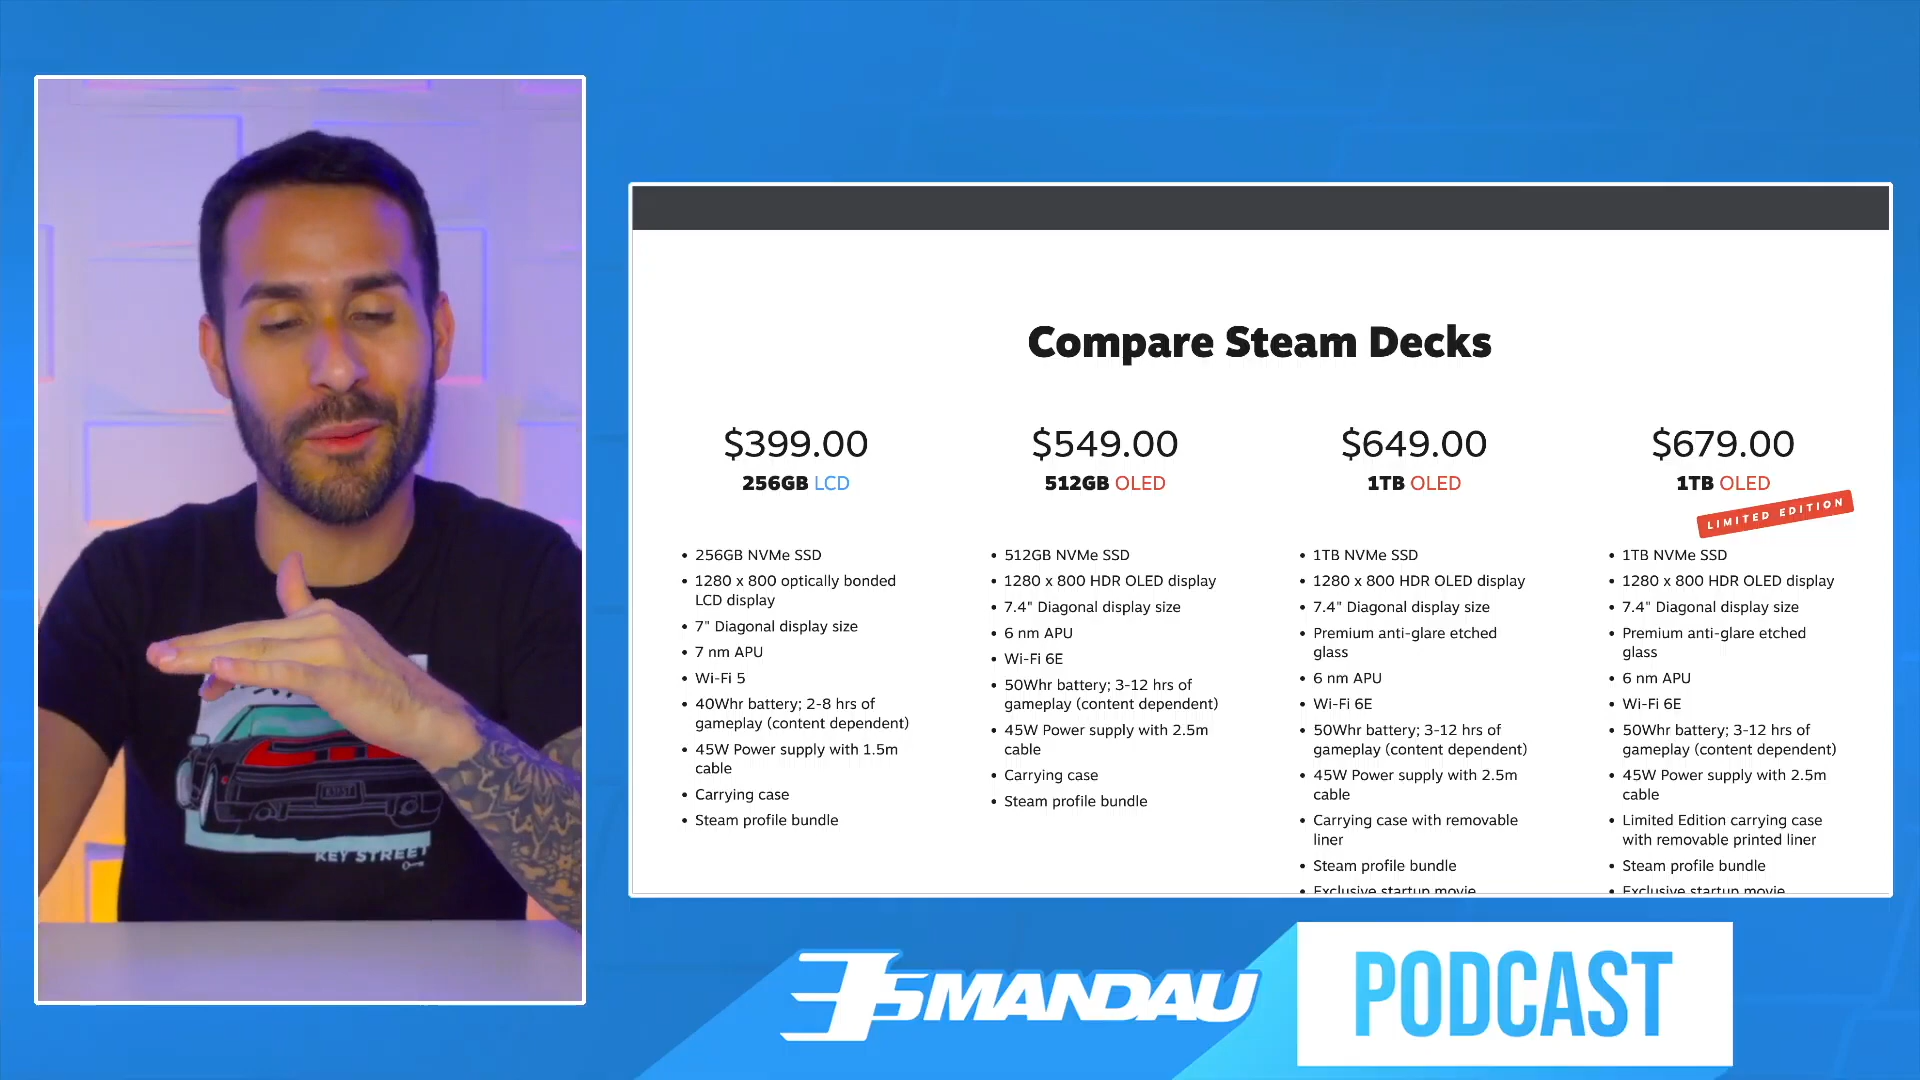 Compare Steam Decks
$399.00
256GB LCD
256GB NVMe SSD
1280 x 800 optically bonded
LCD display
7" Diagonal display size
7 nm APU
Wi-Fi 5
40Whr battery; 2-8 hrs of
gameplay (content dependent)
45W Power supply with 1.5m
cable
Carrying case
Steam profile bundle
$549.00
512GB OLED
512GB NVMe SSD
1280 x 800 HDR OLED display
7.4" Diagonal display size
6 nm APU
Wi-Fi 6E
50Whr battery; 3-12 hrs of
gameplay (content dependent)
45W Power supply with 2.5m
cable
Carrying case
Steam profile bundle
$649.00
1TB OLED
1TB NVMe SSD
1280 x 800 HDR OLED display
7.4" Diagonal display size
Premium anti-glare etched
glass
6 nm APU
Wi-Fi 6E
50Whr battery; 3-12 hrs of
gameplay (content dependent)
45W Power supply with 2.5m
cable
Carrying case with removable
liner
Steam profile bundle
Exclusive startup movie
$679.00
1TB OLED
LIMITED EDITION
1TB NVMe SSD
1280 x 800 HDR OLED display
7.4" Diagonal display size
Premium anti-glare etched
glass
6 nm APU
Wi-Fi 6E
50Whr battery; 3-12 hrs of
gameplay (content dependent)
45W Power supply with 2.5m
cable
Limited Edition carrying case
with removable printed liner
Steam profile bundle
Exclusive startup movie
KEY STREET
ESMANDAU
PODCAST